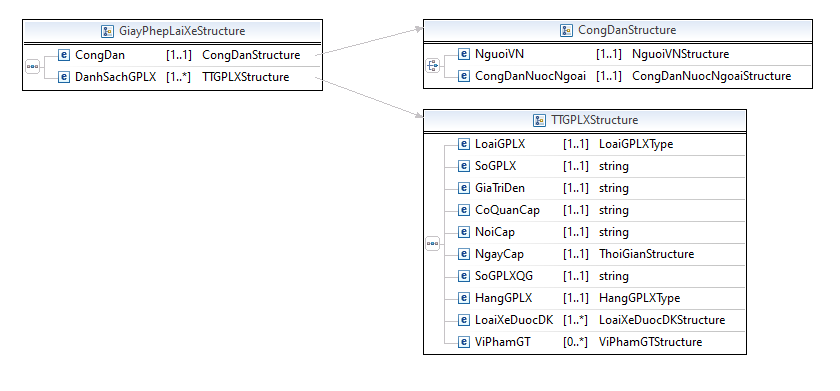 GiayPhepLaiXeStructure
CongDan [1..1] CongDanStructure
DanhSachGPLX [1..*] TTGPLXStructure
CongDanStructure
NguoiVN [1..1] NguoiVNStructure
CongDanNuocNgoai [1..1] CongDanNuocNgoaiStructure
TTGPLXStructure
LoaiGPLX [1..1] LoaiGPLXType
SoGPLX [1..1] string
GiaTriDen [1..1] string
CoQuanCap [1..1] string
NoiCap [1..1] string
NgayCap [1..1] ThoiGianStructure
SoGPLXQG [1..1] string
HangGPLX [1..1] HangGPLXType
LoaiXeDuocDK [1..*] LoaiXeDuocDKStructure
ViPhamGT [0..*] ViPhamGTStructure